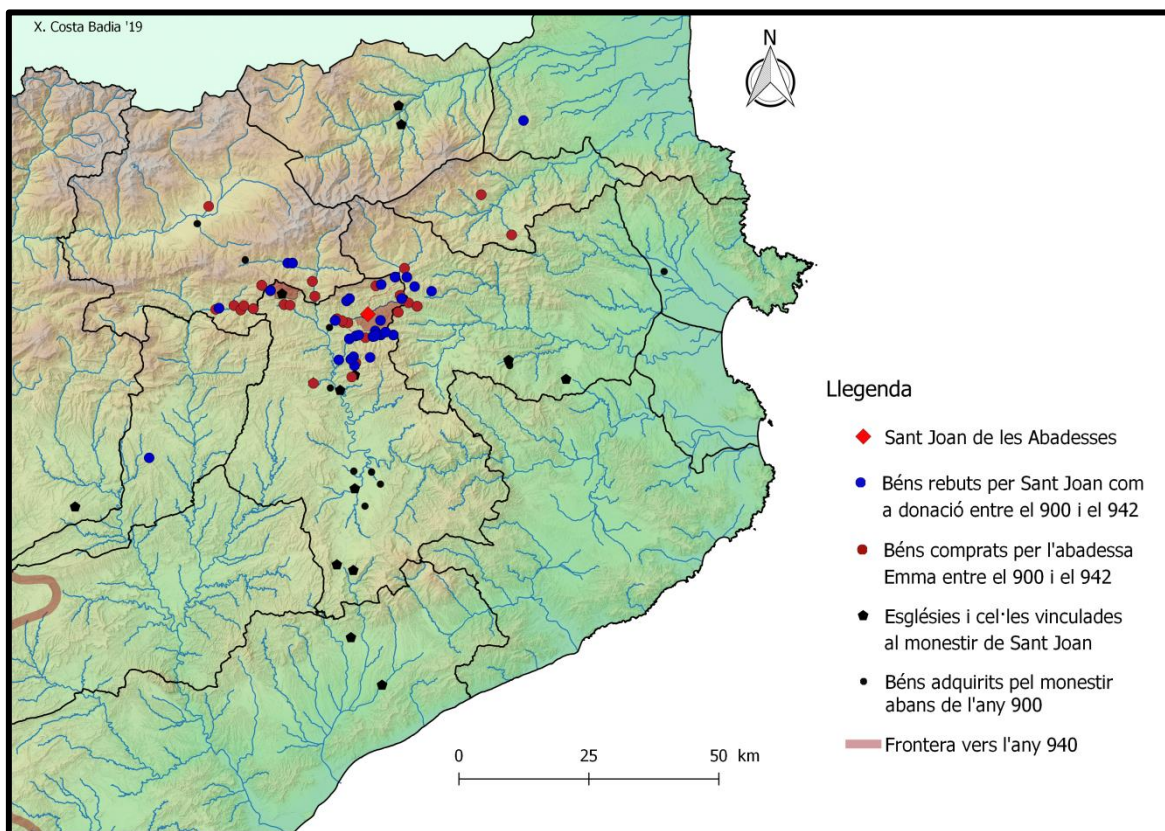 X. Costa Badia '19
N
Llegenda
Sant Joan de les Abadesses
Béns rebuts per Sant Joan com
a donació entre el 900 i el 942
Béns comprats per l'abadessa
Emma entre el 900 i el 942
Esglésies i cel·les vinculades
al monestir de Sant Joan
Béns adquirits pel monestir
abans de l'any 900
Frontera vers l'any 940
0 25 50 km